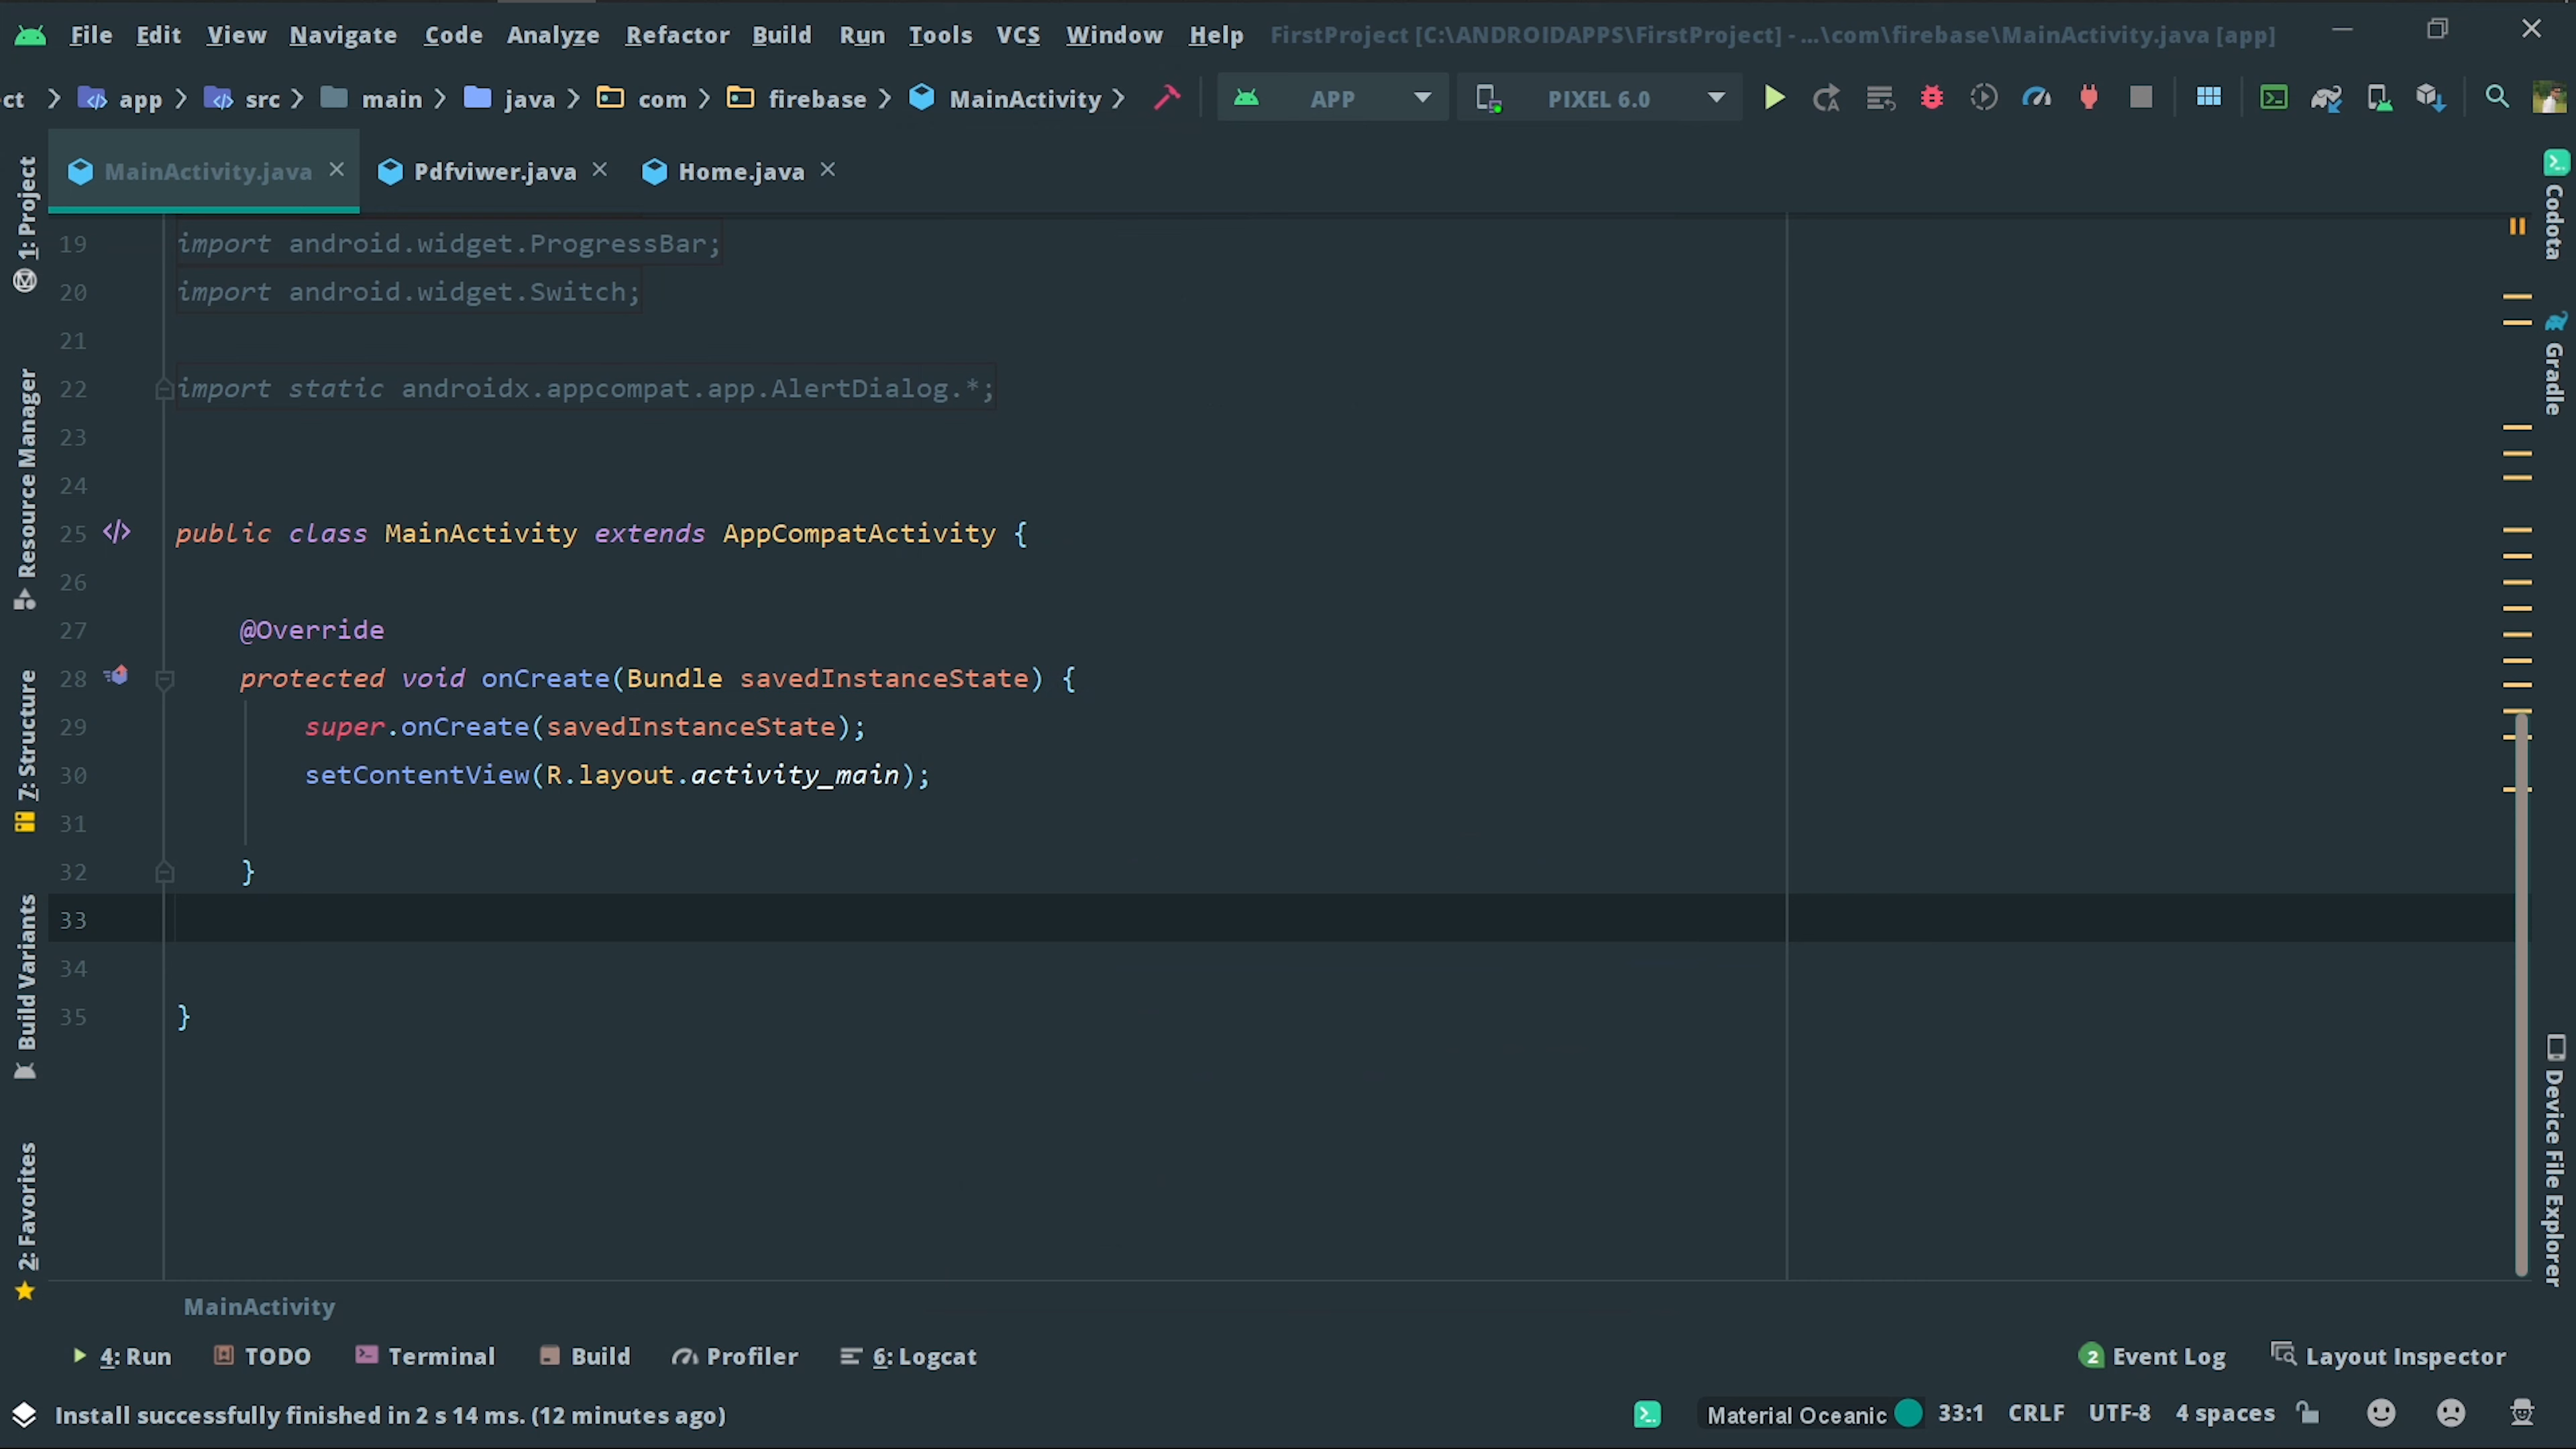 File Edit View Navigate Code Analyze Refactor Build Run Tools VCS Window Help FirstProject [C:\ANDROIDAPPS\FirstProject] - ...\com\firebase\MainActivity.java [app]
ct app src main java com firebase MainActivity APP PIXEL 6.0
MainActivity.java Pdfviwer.java Home.java
1: Project
Resource Manager
7: Structure
Build Variants
2: Favorites
19 import android.widget.ProgressBar;
20 import android.widget.Switch;
21
22 import static androidx.appcompat.app.AlertDialog.*;
23
24
25 public class MainActivity extends AppCompatActivity {
26
27 @Override
28 protected void onCreate(Bundle savedInstanceState) {
29 super.onCreate(savedInstanceState);
30 setContentView(R.layout.activity_main);
31
32 }
33
34
35 }
Codota
Gradle
Device File Explorer
MainActivity
4: Run TODO Terminal Build Profiler 6: Logcat 2 Event Log Layout Inspector
Install successfully finished in 2 s 14 ms. (12 minutes ago) Material Oceanic 33:1 CRLF UTF-8 4 spaces